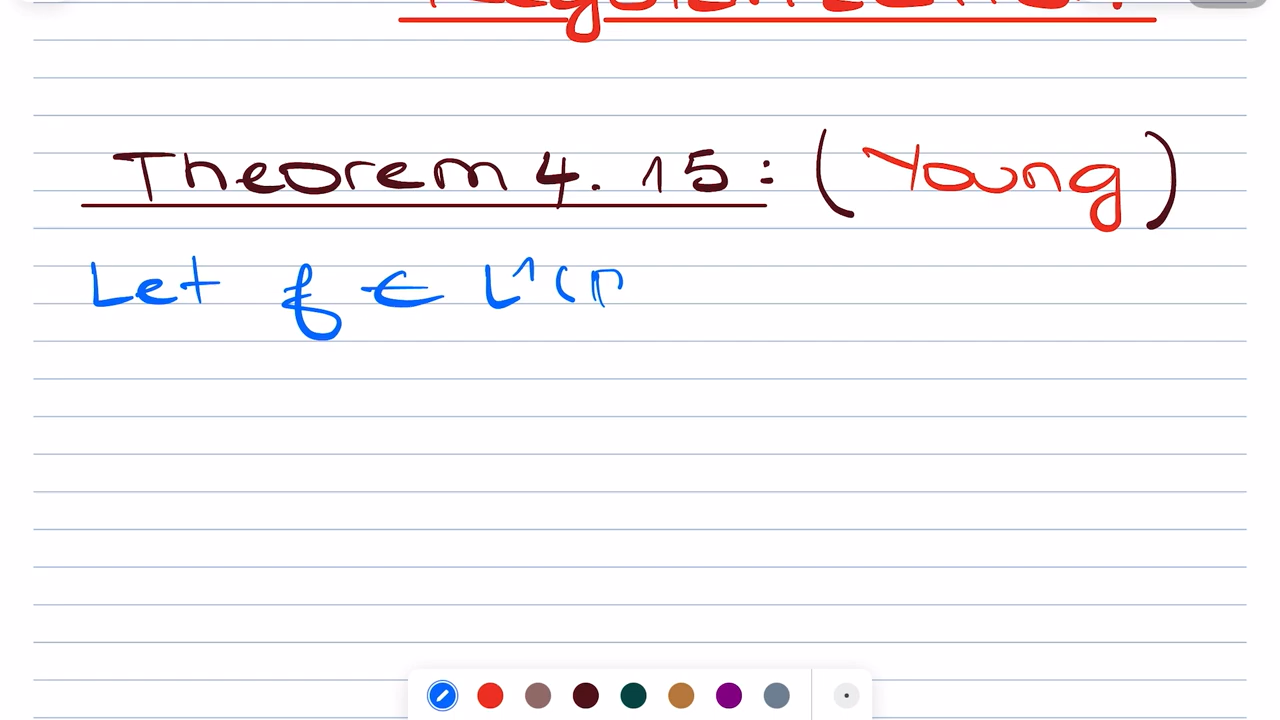 Theorem 4.15: (Young)
Let f ∈ L¹(